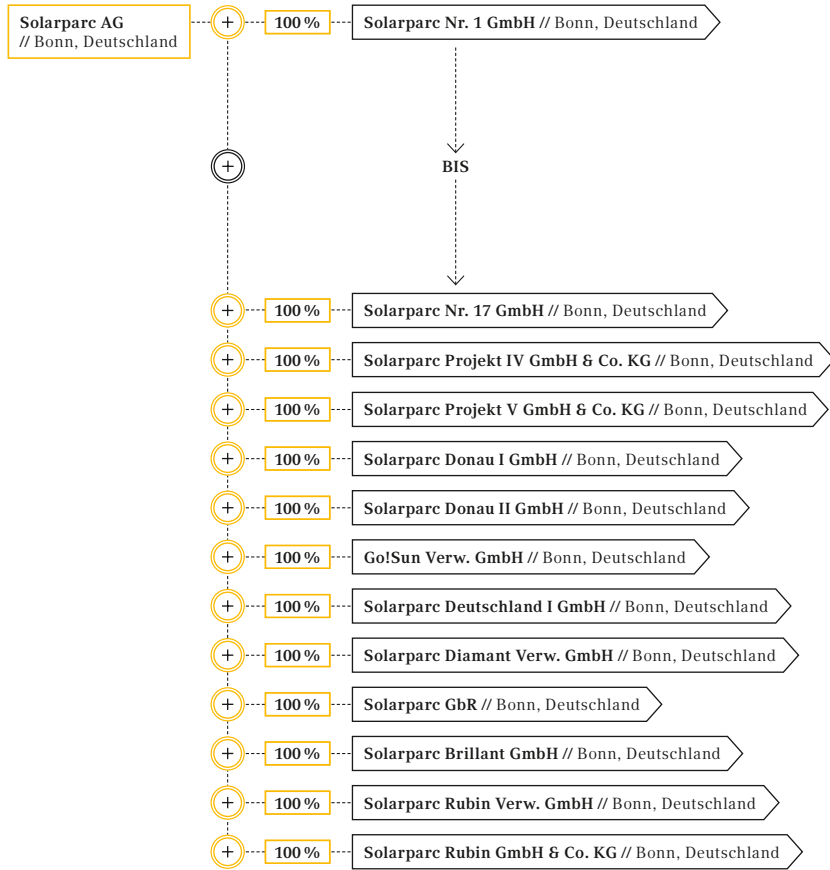 Solarparc AG
// Bonn, Deutschland
+ 100 % Solarparc Nr. 1 GmbH // Bonn, Deutschland
+ BIS
+ 100 % Solarparc Nr. 17 GmbH // Bonn, Deutschland
+ 100 % Solarparc Projekt IV GmbH & Co. KG // Bonn, Deutschland
+ 100 % Solarparc Projekt V GmbH & Co. KG // Bonn, Deutschland
+ 100 % Solarparc Donau I GmbH // Bonn, Deutschland
+ 100 % Solarparc Donau II GmbH // Bonn, Deutschland
+ 100 % Go!Sun Verw. GmbH // Bonn, Deutschland
+ 100 % Solarparc Deutschland I GmbH // Bonn, Deutschland
+ 100 % Solarparc Diamant Verw. GmbH // Bonn, Deutschland
+ 100 % Solarparc GbR // Bonn, Deutschland
+ 100 % Solarparc Brillant GmbH // Bonn, Deutschland
+ 100 % Solarparc Rubin Verw. GmbH // Bonn, Deutschland
+ 100 % Solarparc Rubin GmbH & Co. KG // Bonn, Deutschland